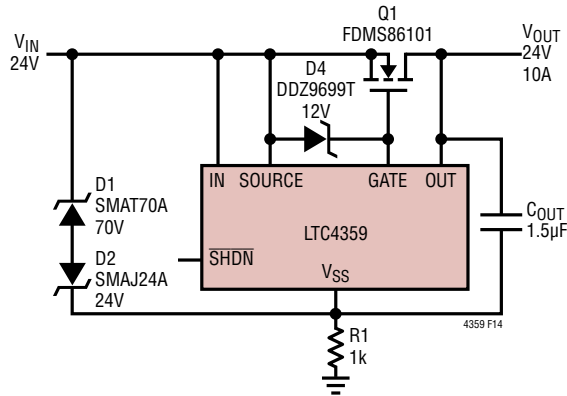 Q1
FDMS86101
VIN
24V
VOUT
24V
10A
D4
DDZ9699T
12V
IN SOURCE GATE OUT
D1
SMAT70A
70V
LTC4359
COUT
1.5µF
D2
SMAJ24A
24V
SHDN
VSS
4359 F14
R1
1k